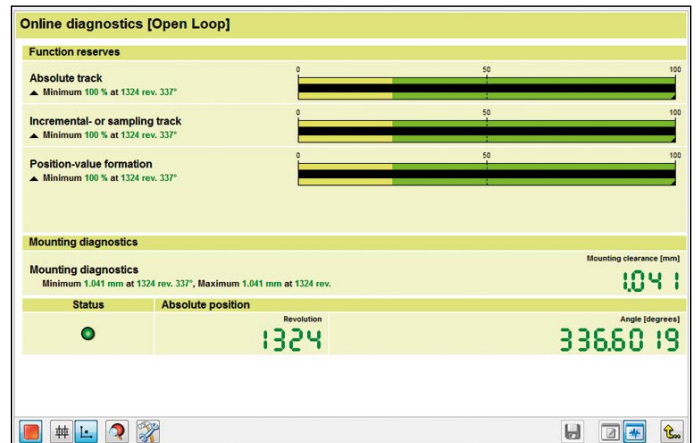 Online diagnostics [Open Loop]
Function reserves
Absolute track
0 50 100
Minimum 100 % at 1324 rev. 337°
Incremental- or sampling track
0 50 100
Minimum 100 % at 1324 rev. 337°
Position-value formation
0 50 100
Minimum 100 % at 1324 rev. 337°
Mounting diagnostics
Mounting clearance [mm]
Mounting diagnostics
Minimum 1.041 mm at 1324 rev. 337°, Maximum 1.041 mm at 1324 rev.
1.041
Status Absolute position
Revolution Angle [degrees]
1324 336.6019